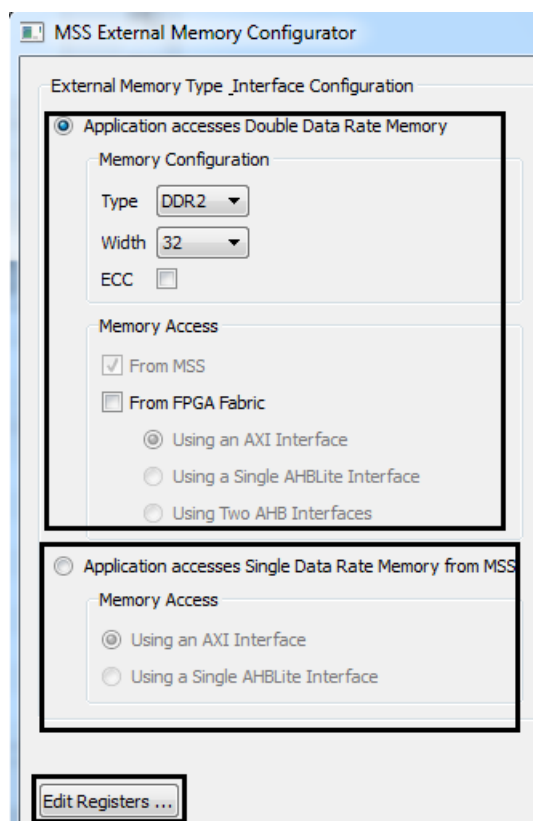 MSS External Memory Configurator
External Memory Type _Interface Configuration
Application accesses Double Data Rate Memory
Memory Configuration
Type DDR2
Width 32
ECC
Memory Access
From MSS
From FPGA Fabric
Using an AXI Interface
Using a Single AHBLite Interface
Using Two AHB Interfaces
Application accesses Single Data Rate Memory from MSS
Memory Access
Using an AXI Interface
Using a Single AHBLite Interface
Edit Registers ...